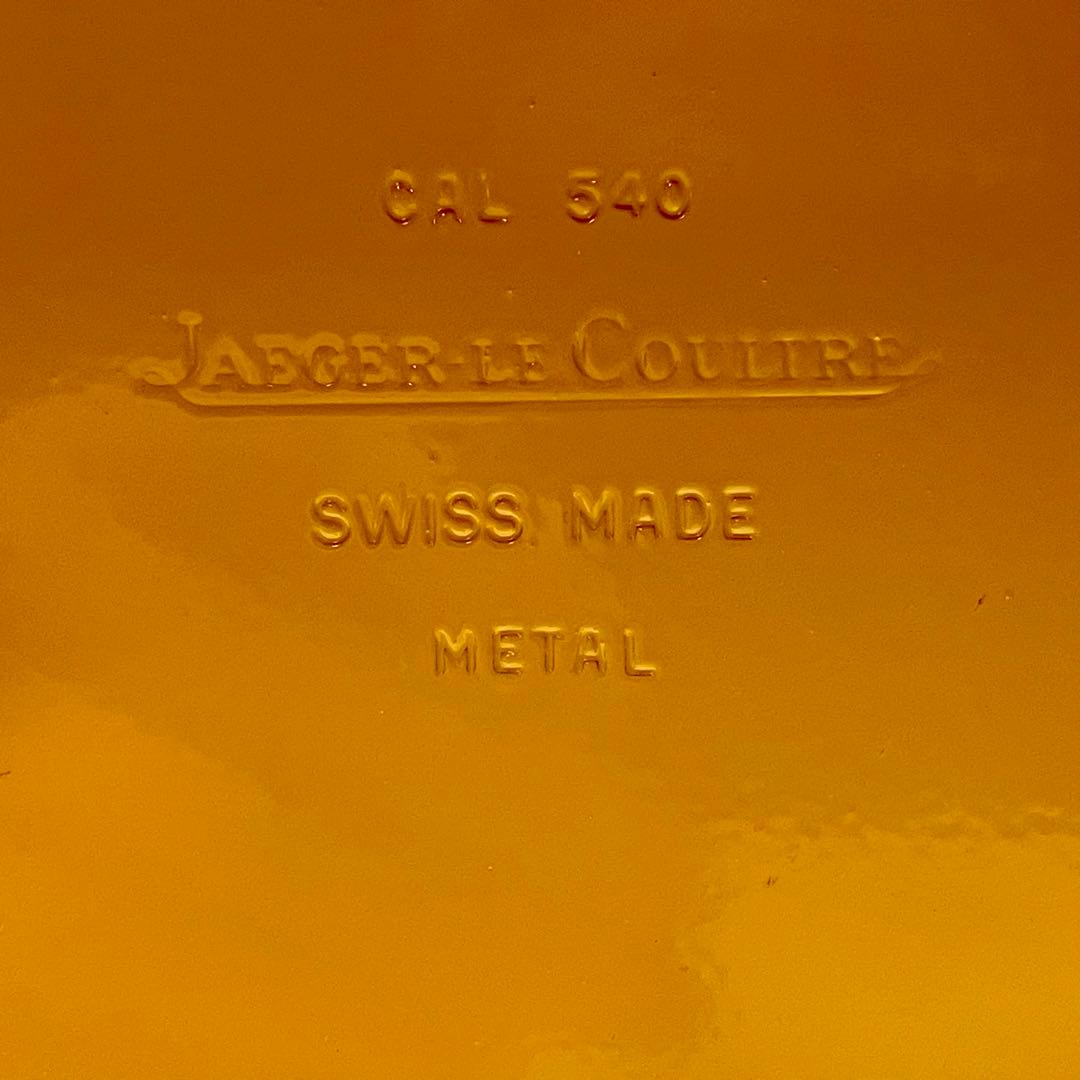 CAL 540
JAEGER-LE COULTRE
SWISS MADE
METAL